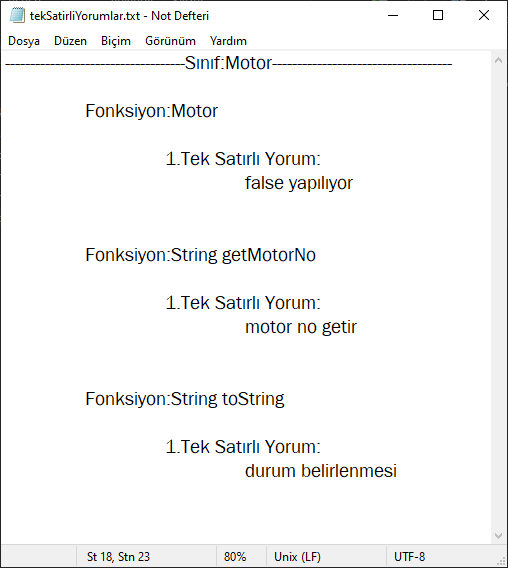 tekSatirliYorumlar.txt - Not Defteri
Dosya Düzen Biçim Görünüm Yardım
------------------------------------Sınıf:Motor------------------------------------
Fonksiyon:Motor
1.Tek Satırlı Yorum:
false yapılıyor
Fonksiyon:String getMotorNo
1.Tek Satırlı Yorum:
motor no getir
Fonksiyon:String toString
1.Tek Satırlı Yorum:
durum belirlenmesi
St 18, Stn 23 80% Unix (LF) UTF-8